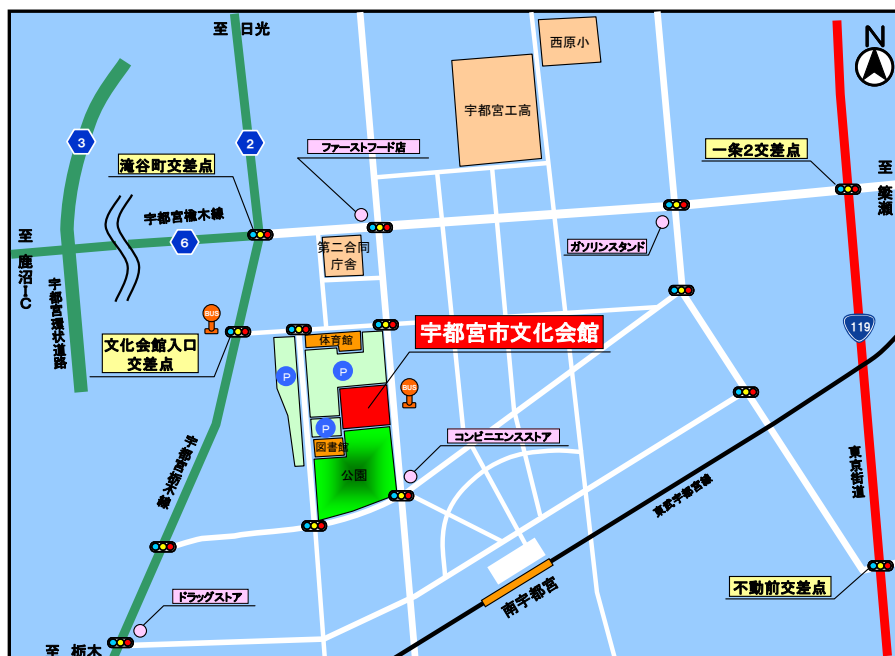 至 日光
N
西原小
宇都宮工高
3
2
ファーストフード店
一条2交差点
滝谷町交差点
至 簗瀬
宇都宮楡木線
6
至 鹿沼IC
第二合同
庁舎
ガソリンスタンド
宇都宮環状道路
BUS
119
文化会館入口
交差点
体育館
宇都宮市文化会館
P
P
BUS
P
コンビニエンスストア
図書館
宇都宮栃木線
公園
東京街道
東武宇都宮線
ドラッグストア
南宇都宮
不動前交差点
至 栃木